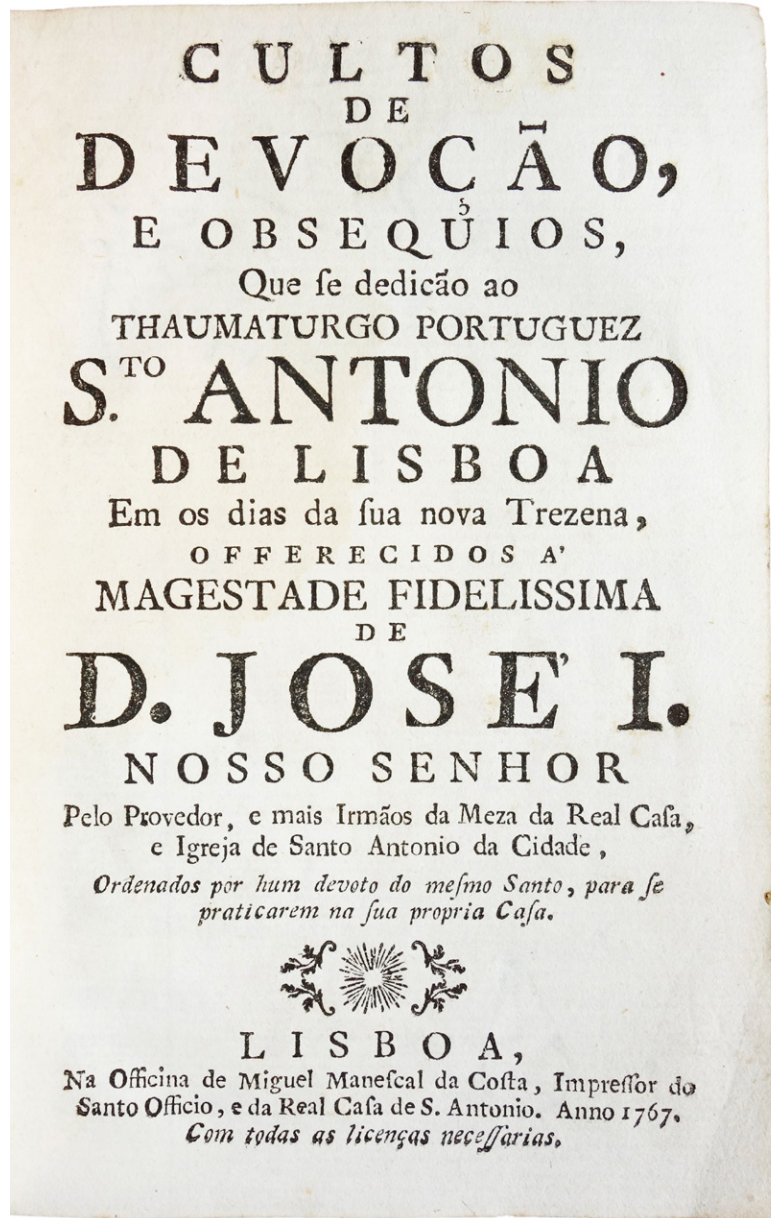 CULTOS
DE
DEVOÇÃO,
E OBSEQUIOS,
Que ſe dedicão ao
THAUMATURGO PORTUGUEZ
S.TO ANTONIO
DE LISBOA
Em os dias da ſua nova Trezena,
OFFERECIDOS A'
MAGESTADE FIDELISSIMA
DE
D. JOSE' I.
NOSSO SENHOR
Pelo Provedor, e mais Irmãos da Meza da Real Caſa,
e Igreja de Santo Antonio da Cidade,
Ordenados por hum devoto do meſmo Santo, para ſe
praticarem na ſua propria Caſa.
LISBOA,
Na Officina de Miguel Maneſcal da Coſta, Impreſſor do
Santo Officio, e da Real Caſa de S. Antonio. Anno 1767.
Com todas as licenças neceſſarias.